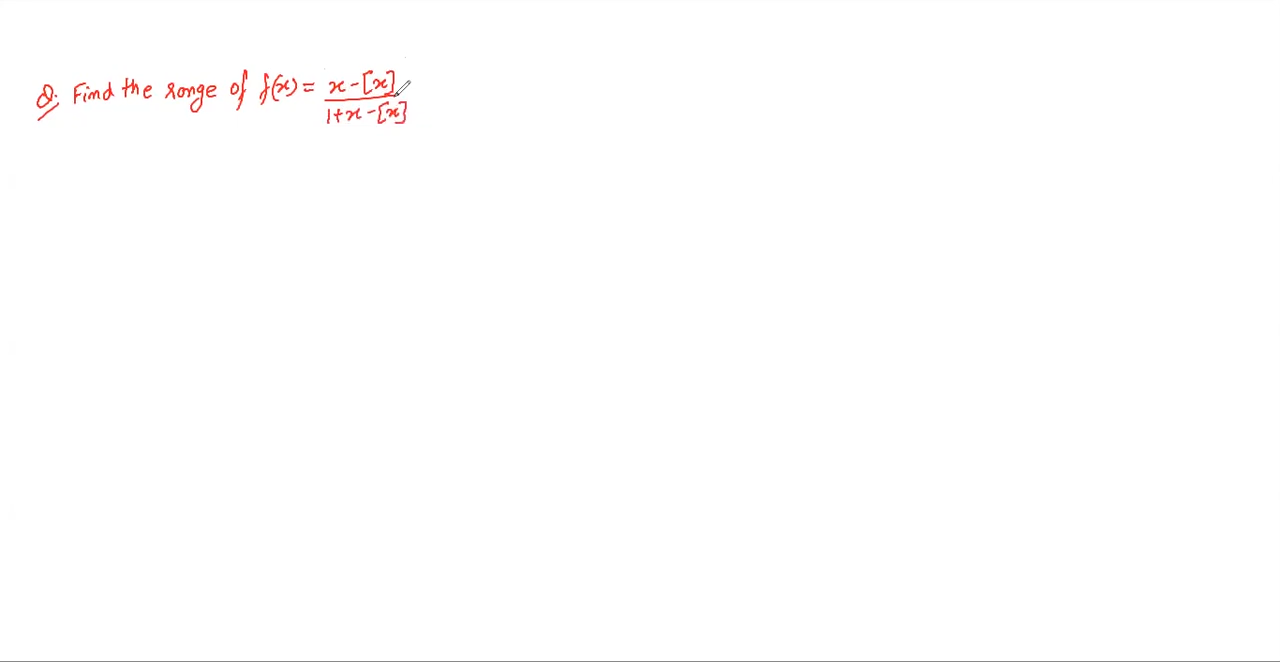 Q. Find the range of f(x) = x-[x]
1+x-[x]